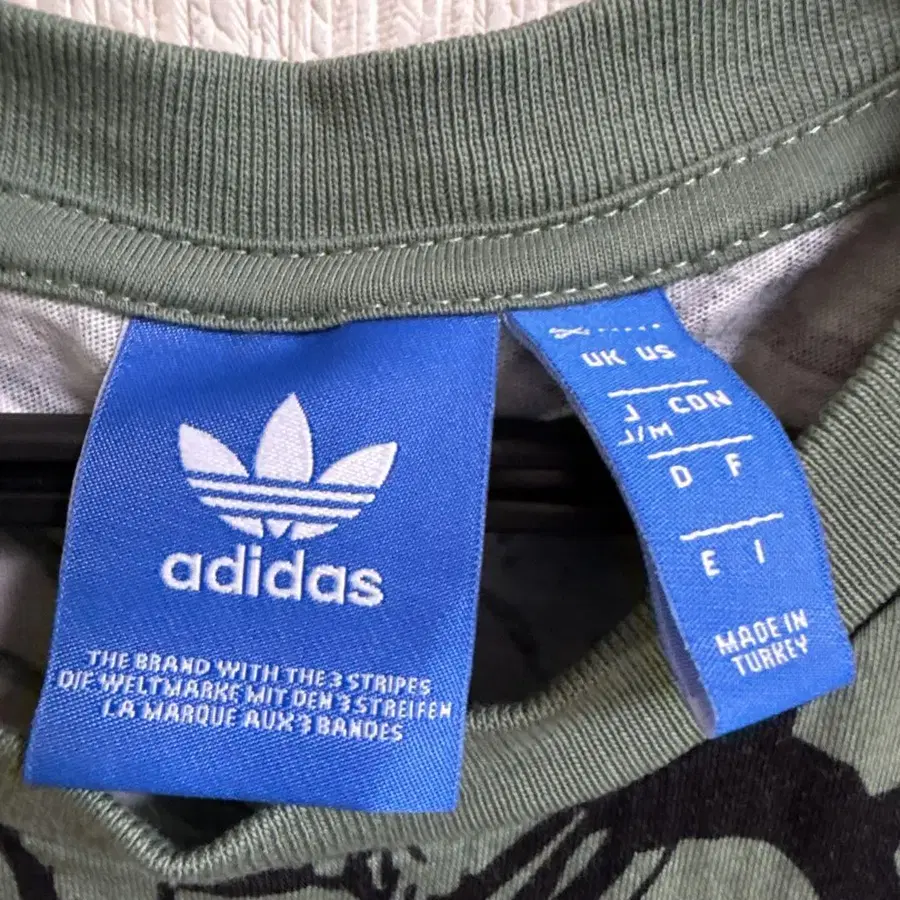 adidas
THE BRAND WITH THE 3 STRIPES
DIE WELTMARKE MIT DEN 3 STREIFEN
LA MARQUE AUX 3 BANDES
UK US
J CDN
J/M
D F
E I
MADE IN
TURKEY